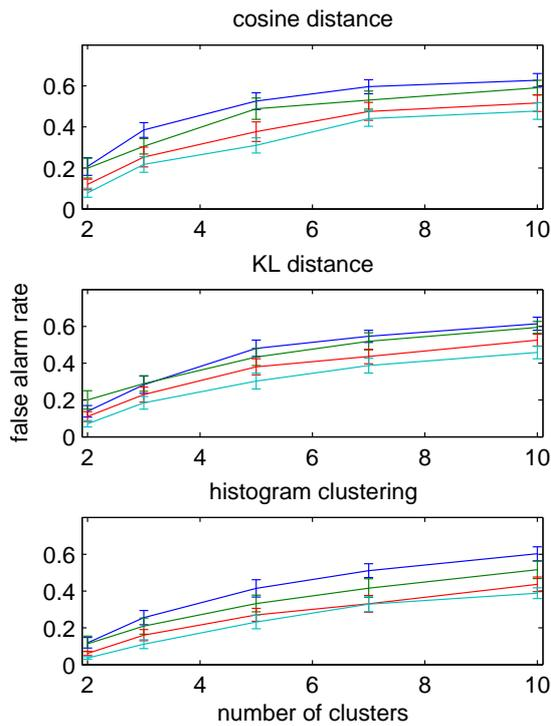 cosine distance
0.6
0.4
0.2
0
2 4 6 8 10
KL distance
false alarm rate
0.6
0.4
0.2
0
2 4 6 8 10
histogram clustering
0.6
0.4
0.2
0
2 4 6 8 10
number of clusters